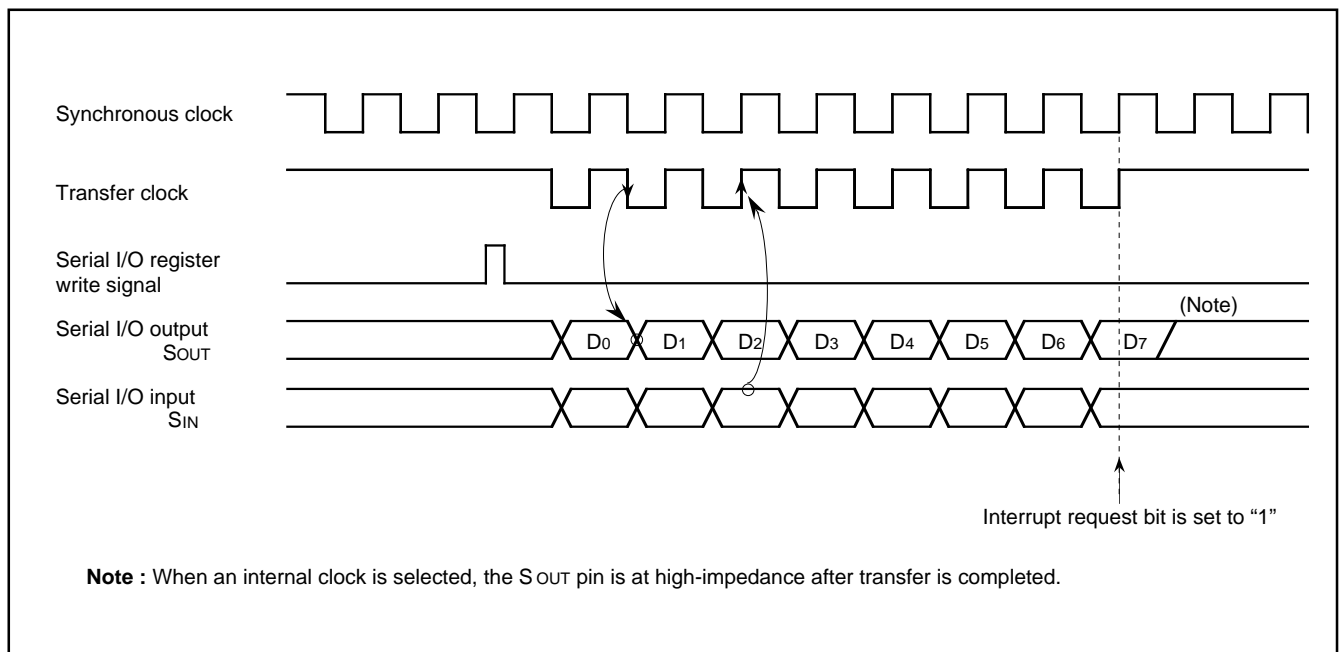 Synchronous clock
Transfer clock
Serial I/O register
write signal
Serial I/O output
SOUT
(Note)
D0 D1 D2 D3 D4 D5 D6 D7
Serial I/O input
SIN
Interrupt request bit is set to “1”
Note : When an internal clock is selected, the SOUT pin is at high-impedance after transfer is completed.